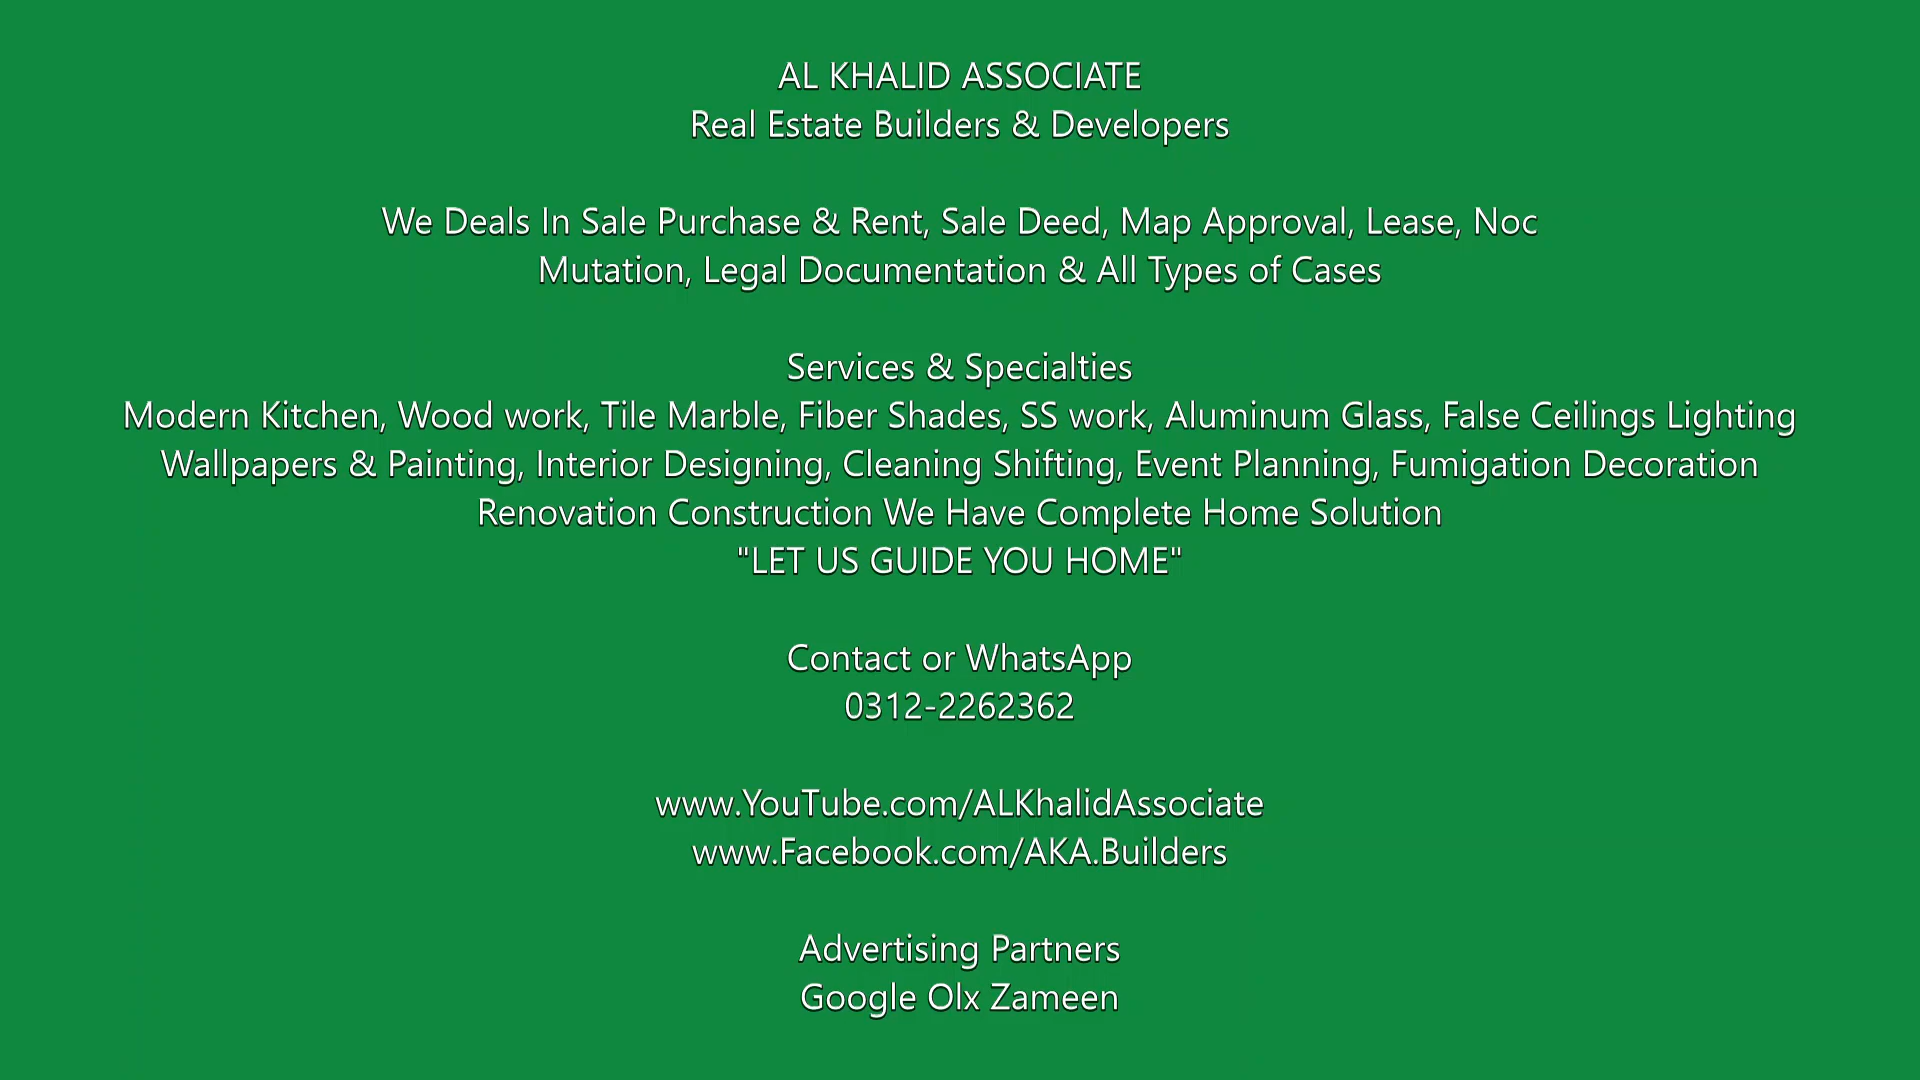 AL KHALID ASSOCIATE
Real Estate Builders & Developers
We Deals In Sale Purchase & Rent, Sale Deed, Map Approval, Lease, Noc
Mutation, Legal Documentation & All Types of Cases
Services & Specialties
Modern Kitchen, Wood work, Tile Marble, Fiber Shades, SS work, Aluminum Glass, False Ceilings Lighting
Wallpapers & Painting, Interior Designing, Cleaning Shifting, Event Planning, Fumigation Decoration
Renovation Construction We Have Complete Home Solution
"LET US GUIDE YOU HOME"
Contact or WhatsApp
0312-2262362
www.YouTube.com/ALKhalidAssociate
www.Facebook.com/AKA.Builders
Advertising Partners
Google Olx Zameen